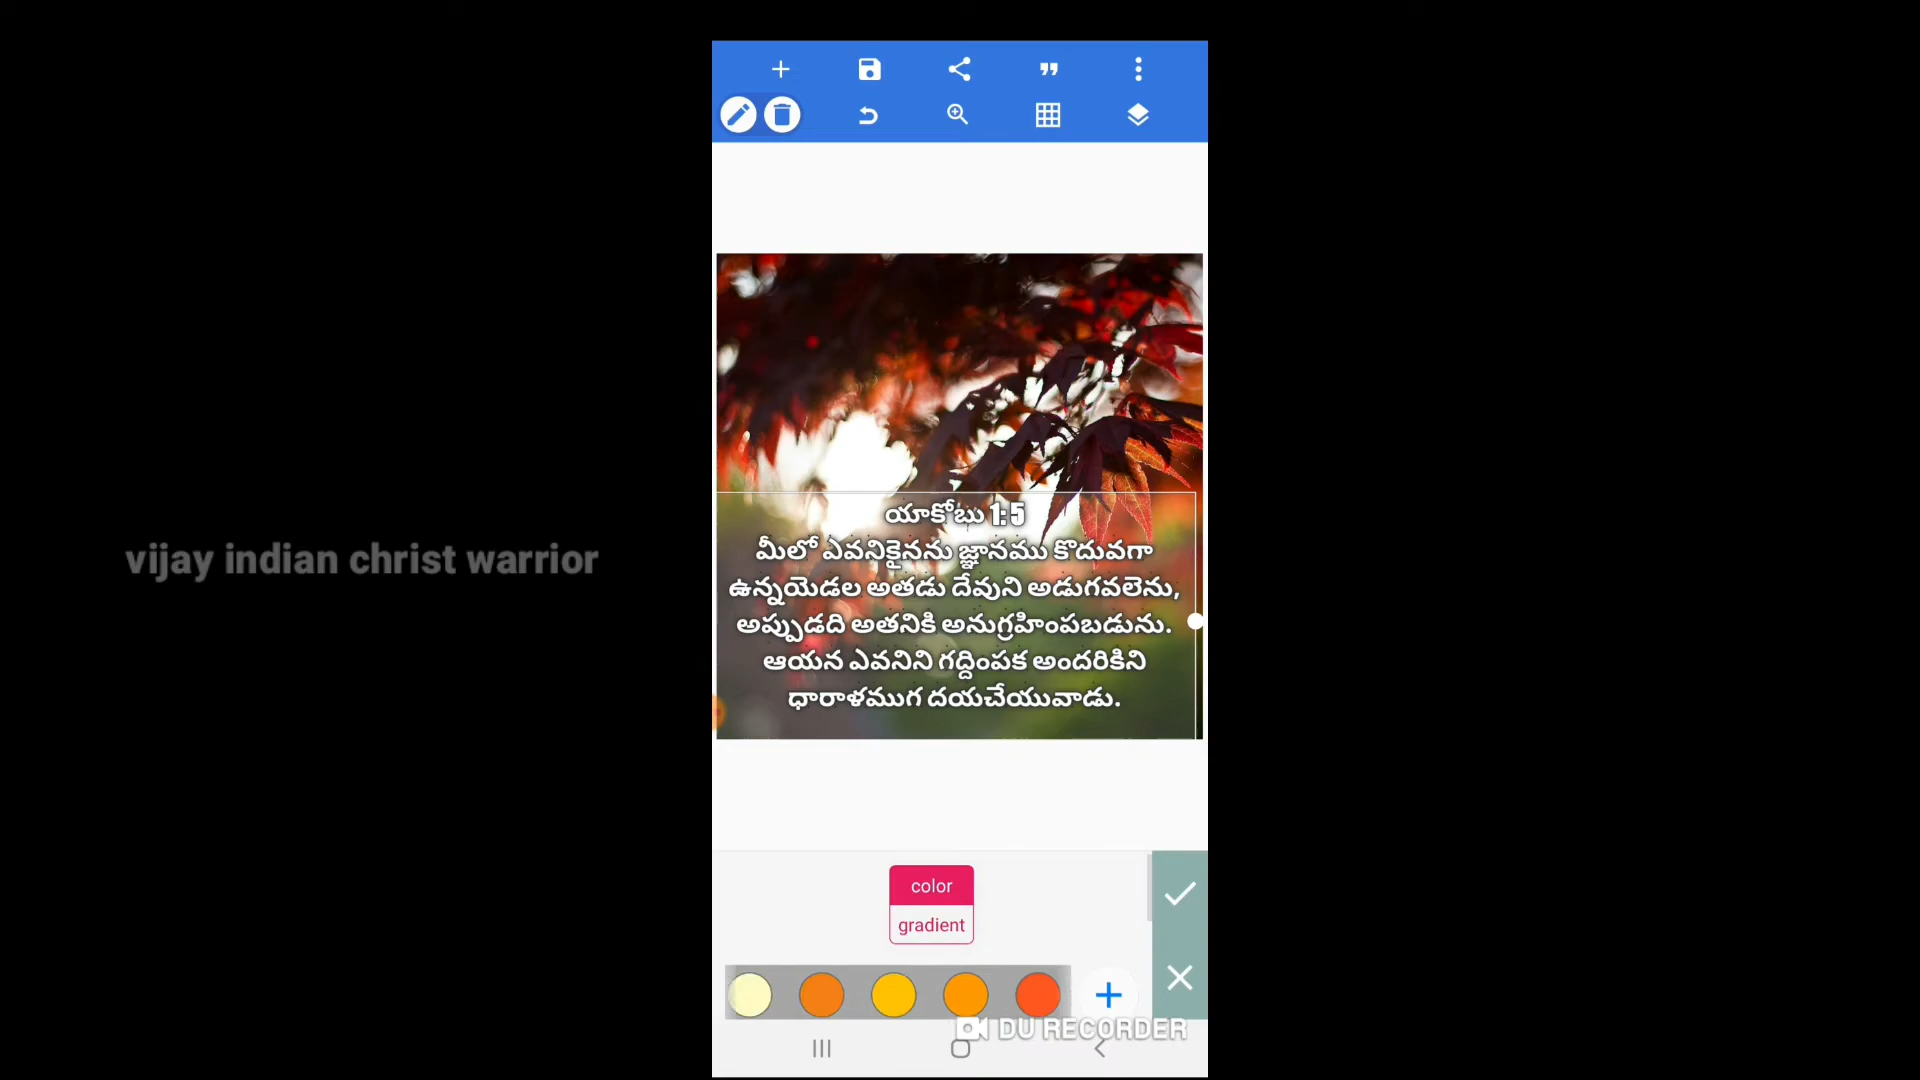 యాకోబు 1:5
మీలో ఏవనికైనను జ్ఞానము కొదువగా
ఉన్నయెడల అతడు దేవుని అడుగవలెను,
అప్పుడది అతనికి అనుగ్రహింపబడును.
ఆయన ఎవనిని గద్దింపక అందరికిని
ధారాళముగ దయచేయువాడు.
vijay indian christ warrior
color
gradient
DU RECORDER